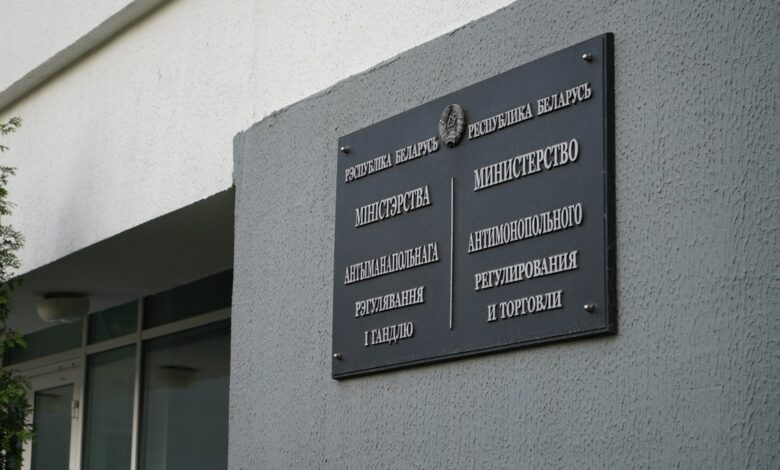 РЭСПУБЛІКА БЕЛАРУСЬ
МІНІСТЭРСТВА
АНТЫМАНАПОЛЬНАГА
РЭГУЛЯВАННЯ
І ГАНДЛЮ
РЕСПУБЛИКА БЕЛАРУСЬ
МИНИСТЕРСТВО
АНТИМОНОПОЛЬНОГО
РЕГУЛИРОВАНИЯ
И ТОРГОВЛИ